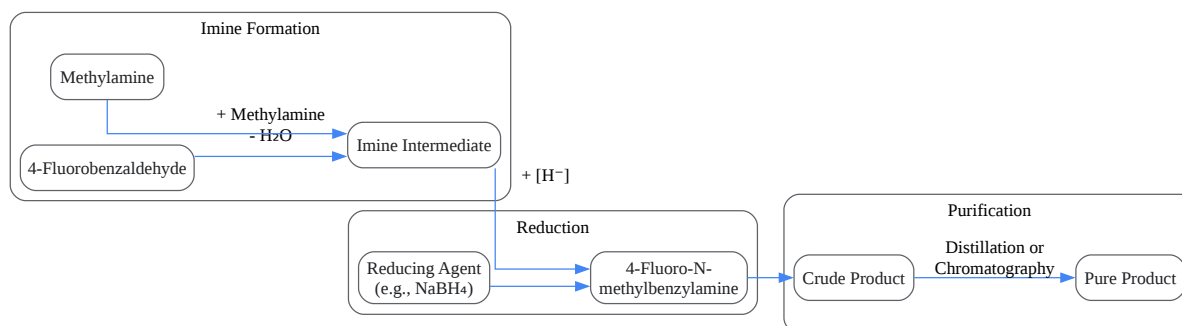 Imine Formation
Methylamine
+ Methylamine
- H₂O
4-Fluorobenzaldehyde
Imine Intermediate
+ [H⁻]
Reduction
Reducing Agent
(e.g., NaBH₄)
4-Fluoro-N-
methylbenzylamine
Purification
Crude Product
Distillation or
Chromatography
Pure Product